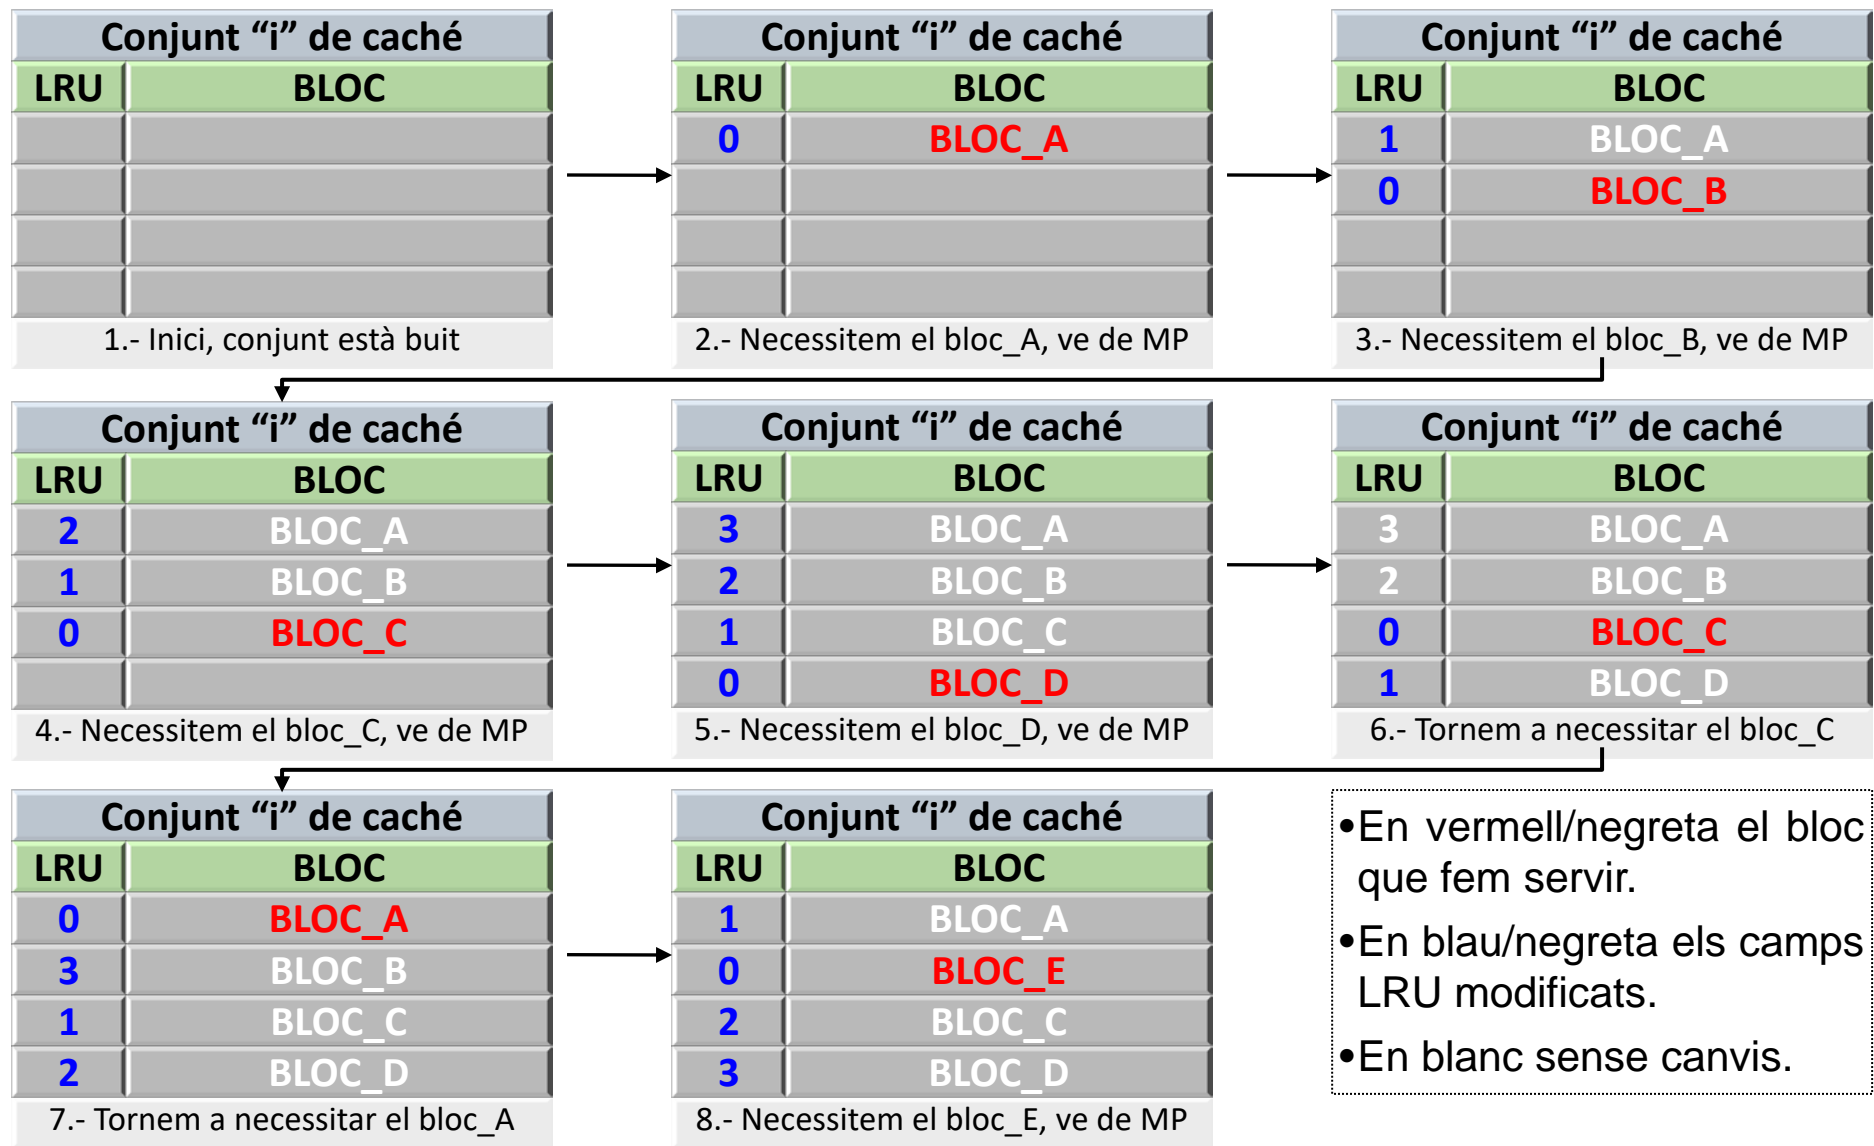 Conjunt “i” de caché
LRU BLOC
1.- Inici, conjunt està buit
Conjunt “i” de caché
LRU BLOC
0 BLOC_A
2.- Necessitem el bloc_A, ve de MP
Conjunt “i” de caché
LRU BLOC
1 BLOC_A
0 BLOC_B
3.- Necessitem el bloc_B, ve de MP
Conjunt “i” de caché
LRU BLOC
2 BLOC_A
1 BLOC_B
0 BLOC_C
4.- Necessitem el bloc_C, ve de MP
Conjunt “i” de caché
LRU BLOC
3 BLOC_A
2 BLOC_B
1 BLOC_C
0 BLOC_D
5.- Necessitem el bloc_D, ve de MP
Conjunt “i” de caché
LRU BLOC
3 BLOC_A
2 BLOC_B
0 BLOC_C
1 BLOC_D
6.- Tornem a necessitar el bloc_C
Conjunt “i” de caché
LRU BLOC
0 BLOC_A
3 BLOC_B
1 BLOC_C
2 BLOC_D
7.- Tornem a necessitar el bloc_A
Conjunt “i” de caché
LRU BLOC
1 BLOC_A
0 BLOC_E
2 BLOC_C
3 BLOC_D
8.- Necessitem el bloc_E, ve de MP
•En vermell/negreta el bloc
que fem servir.
•En blau/negreta els camps
LRU modificats.
•En blanc sense canvis.